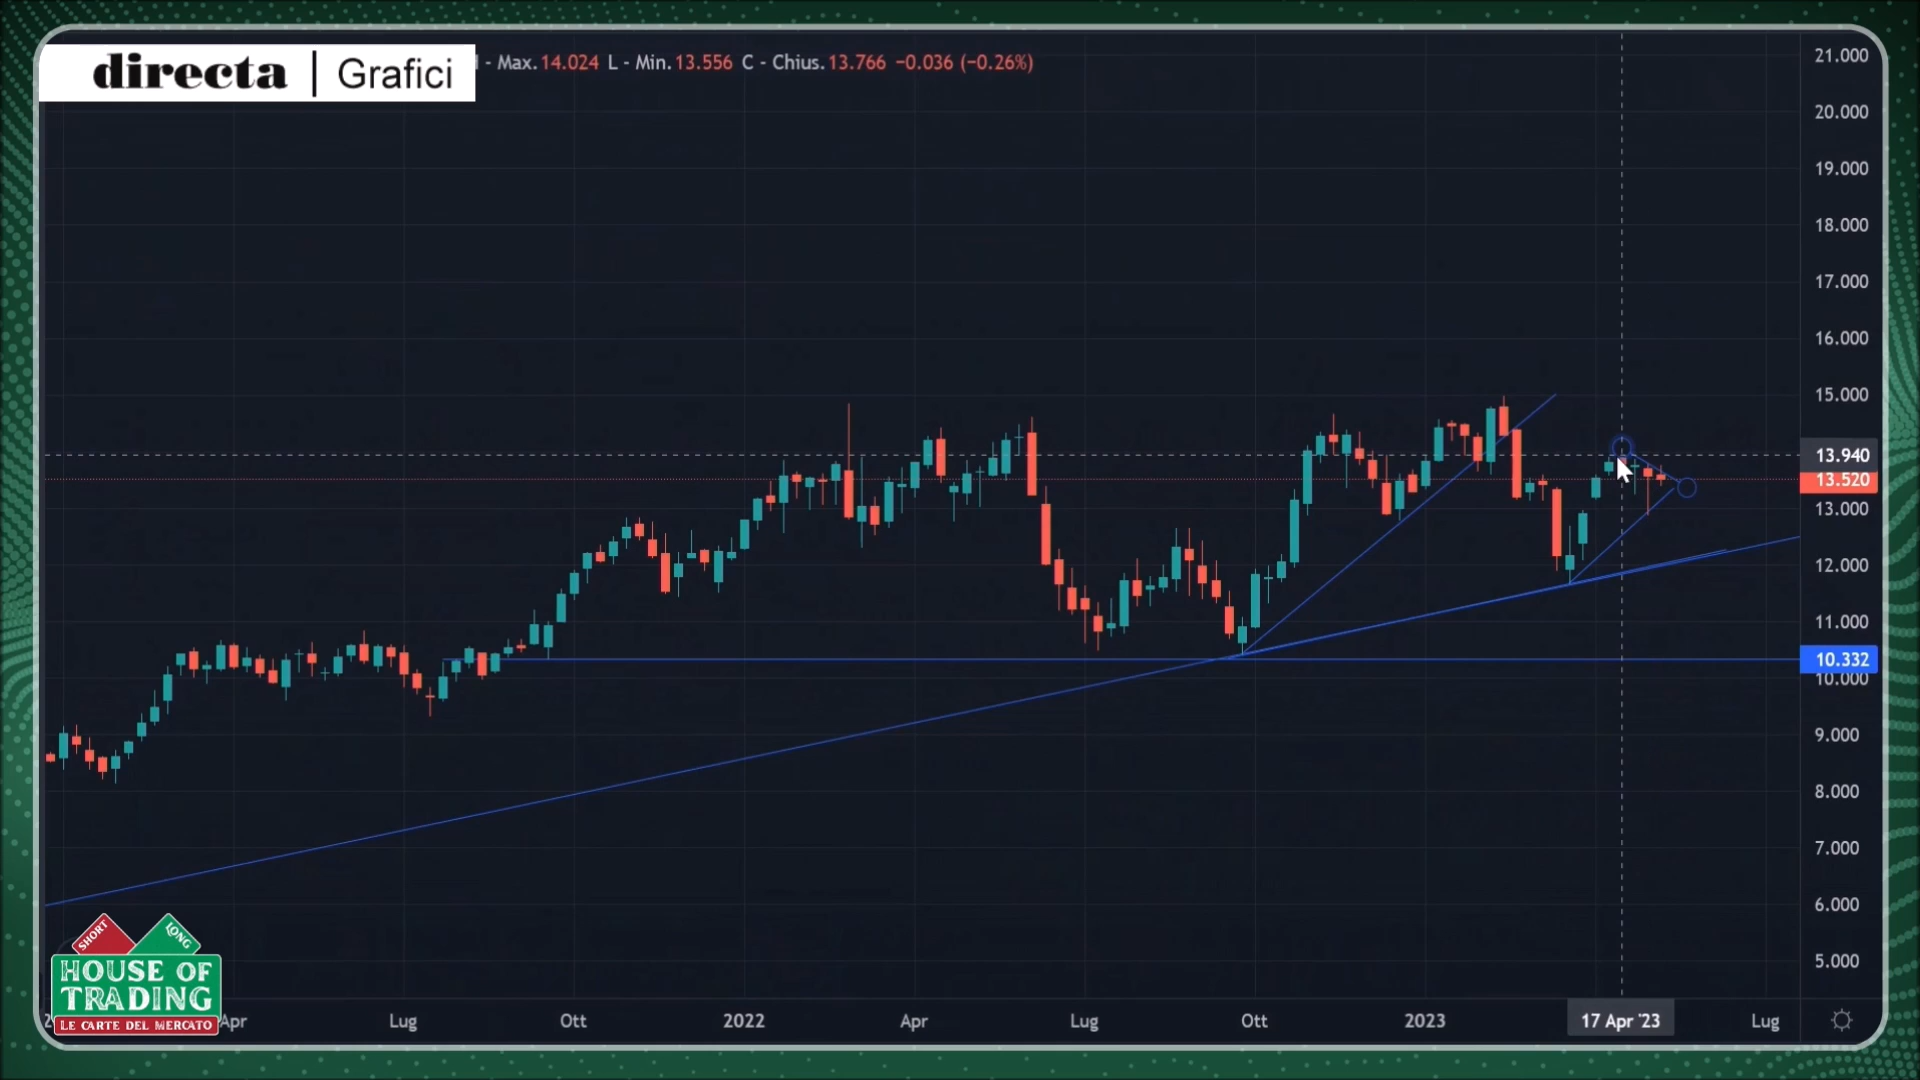 directa | Grafici
- Max. 14.024 L - Min. 13.556 C - Chius. 13.766 −0.036 (−0.26%)
21.000
20.000
19.000
18.000
17.000
16.000
15.000
13.940
13.520
13.000
12.000
11.000
10.332
10.000
9.000
8.000
7.000
6.000
5.000
SHORT
LONG
HOUSE OF
TRADING
LE CARTE DEL MERCATO
Apr
Lug
Ott
2022
Apr
Lug
Ott
2023
17 Apr '23
Lug